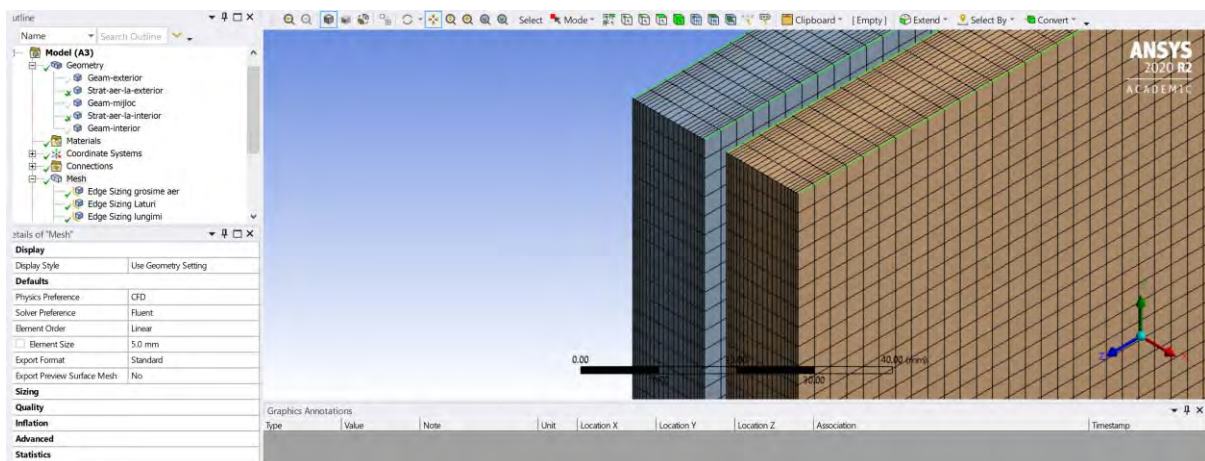 utline
Name
Search Outline
Model (A3)
Geometry
Geam-exterior
Strat-aer-la-exterior
Geam-mijloc
Strat-aer-la-interior
Geam-interior
Materials
Coordinate Systems
Connections
Mesh
Edge Sizing grosime aer
Edge Sizing Laturi
Edge Sizing lungimi
etails of "Mesh"
Display
Display Style Use Geometry Setting
Defaults
Physics Preference CFD
Solver Preference Fluent
Element Order Linear
Element Size 5.0 mm
Export Format Standard
Export Preview Surface Mesh No
Sizing
Quality
Inflation
Advanced
Statistics
Select Mode Clipboard [Empty] Extend Select By Convert
ANSYS
2020 R2
ACADEMIC
0.00 40.00 (mm)
30.00
Y
Z X
Graphics Annotations
Type Value Note Unit Location X Location Y Location Z Association Timestamp